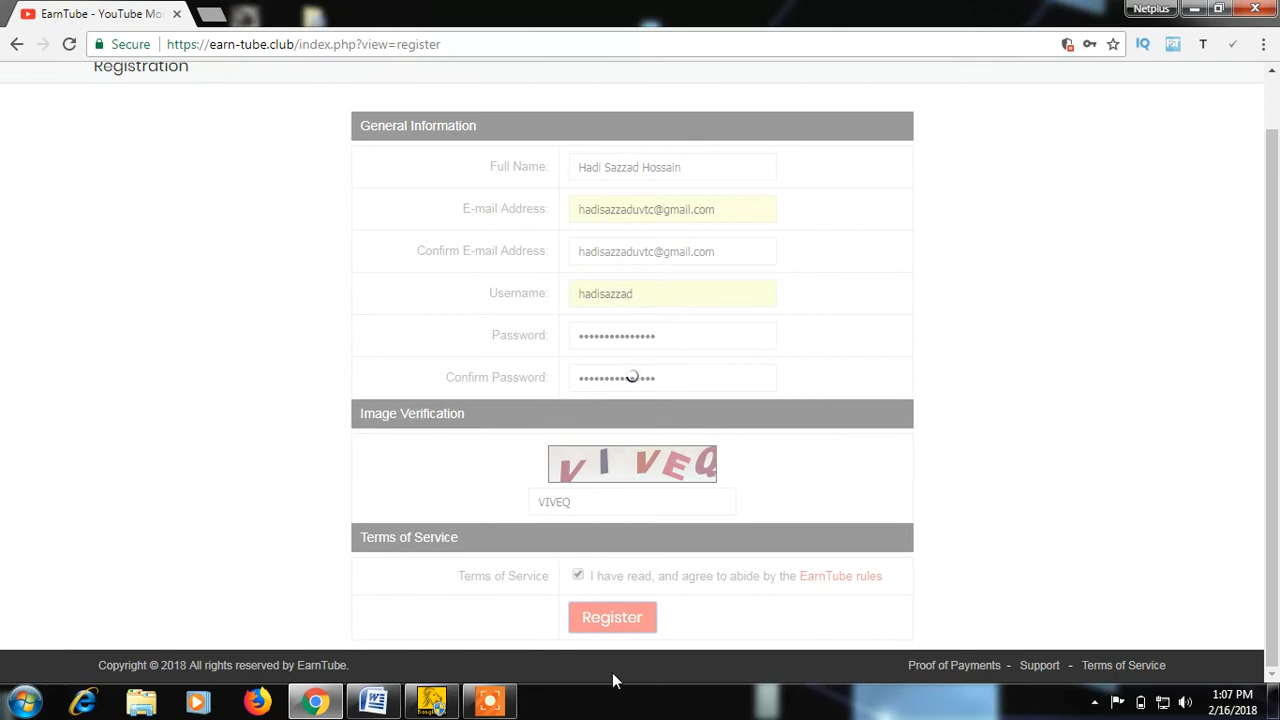 EarnTube - YouTube Mo
Netplus
Secure
https://earn-tube.club/index.php?view=register
IQ
T
Registration
General Information
Full Name:
Hadi Sazzad Hossain
E-mail Address:
hadisazzaduvtc@gmail.com
Confirm E-mail Address:
hadisazzaduvtc@gmail.com
Username:
hadisazzad
Password:
•••••••••••••••
Confirm Password:
Image Verification
VIVEQ
VIVEQ
Terms of Service
Terms of Service
I have read, and agree to abide by the EarnTube rules
Register
Copyright © 2018 All rights reserved by EarnTube.
Proof of Payments - Support - Terms of Service
1:07 PM
2/16/2018